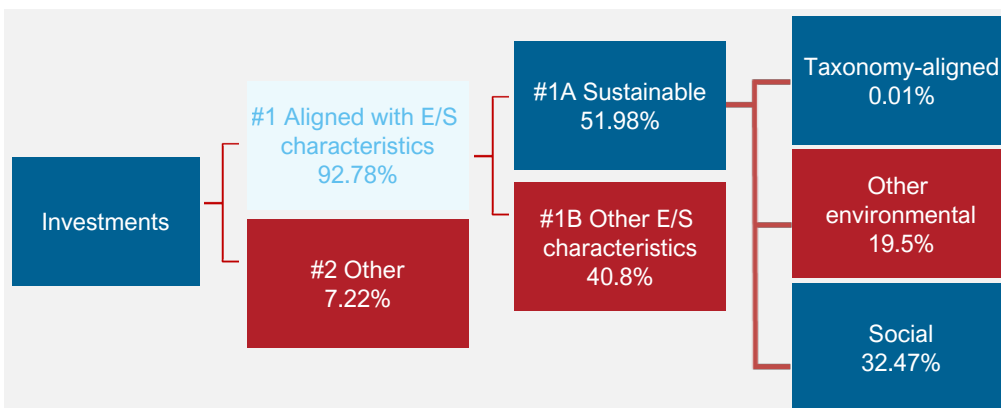 Investments
#1 Aligned with E/S
characteristics
92.78%
#2 Other
7.22%
#1A Sustainable
51.98%
#1B Other E/S
characteristics
40.8%
Taxonomy-aligned
0.01%
Other
environmental
19.5%
Social
32.47%